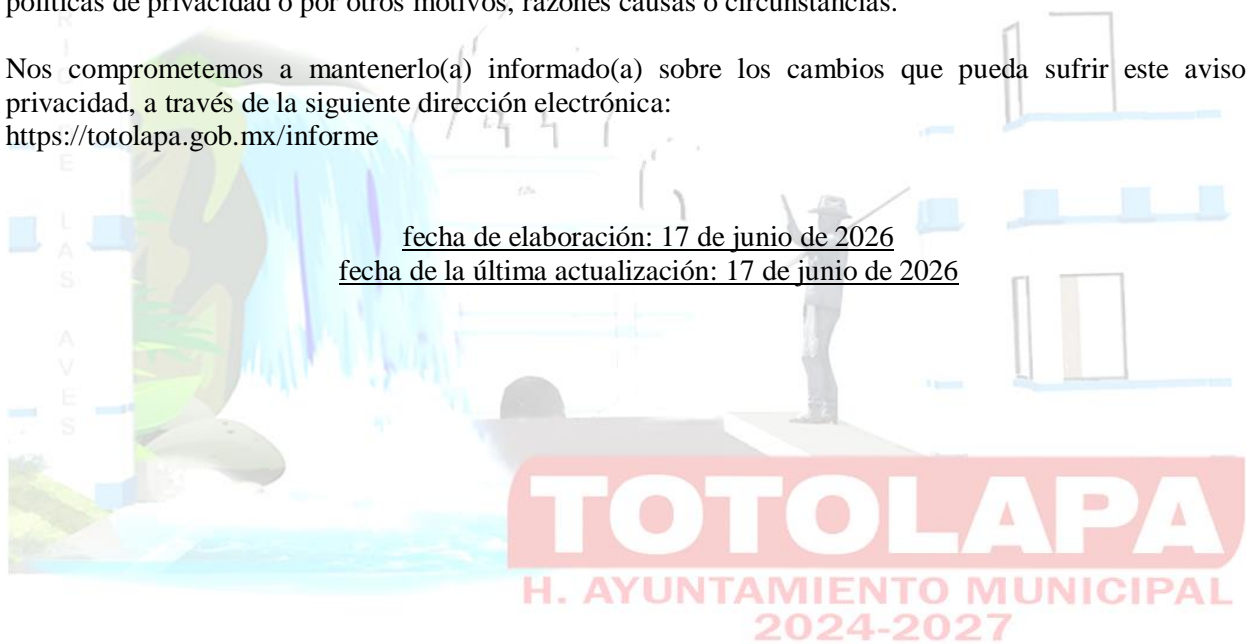 políticas de privacidad o por otros motivos, razones causas o circunstancias.
Nos comprometemos a mantenerlo(a) informado(a) sobre los cambios que pueda sufrir este aviso
privacidad, a través de la siguiente dirección electrónica:
https://totolapa.gob.mx/informe
fecha de elaboración: 17 de junio de 2026
fecha de la última actualización: 17 de junio de 2026
LAS AVES
TOTOLAPA
H. AYUNTAMIENTO MUNICIPAL
2024-2027